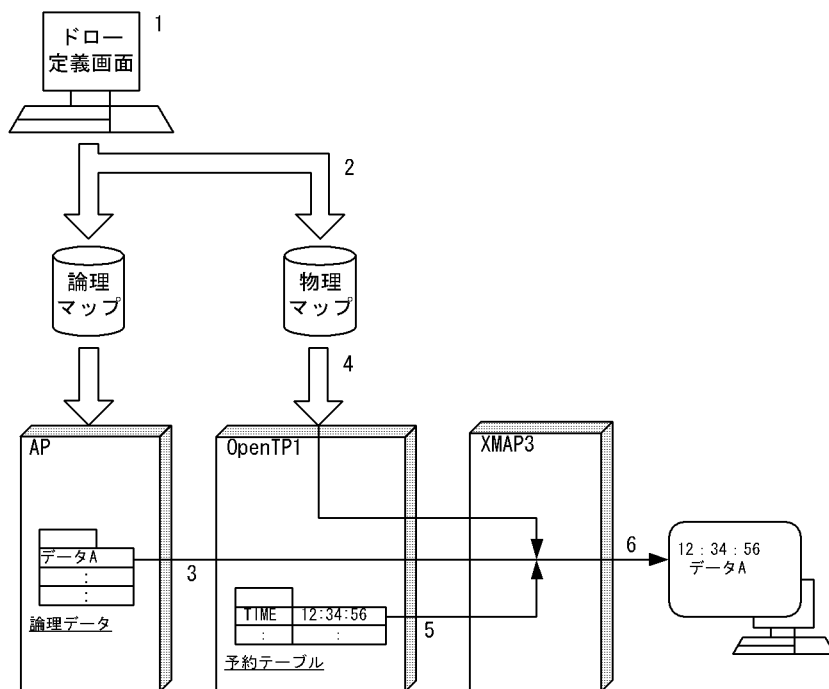 1
ドロー
定義画面
2
論理
マップ
物理
マップ
4
AP
OpenTP1
XMAP3
データA
:
:
論理データ
3
TIME 12:34:56
: :
予約テーブル
5
6
12:34:56
データA